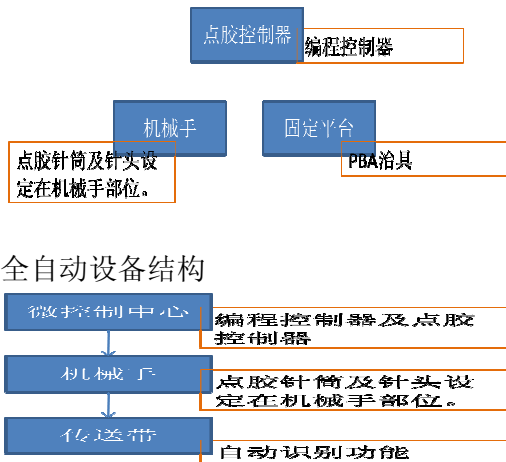 点胶控制器
编程控制器
机械手
固定平台
点胶针筒及针头设
定在机械手部位。
PBA治具
全自动设备结构
微控制中心
编程控制器及点胶
控制器
机械手
点胶针筒及针头设
定在机械手部位。
传送带
自动识别功能